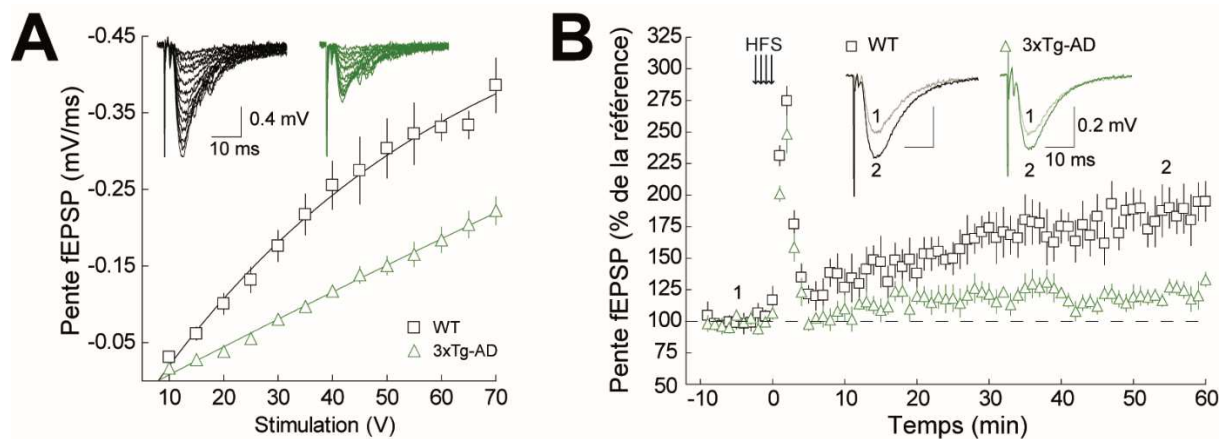 A
-0.45
-0.35
-0.25
-0.15
-0.05
Pente fEPSP (mV/ms)
0.4 mV
10 ms
WT
3xTg-AD
10 20 30 40 50 60 70
Stimulation (V)
B
HFS
WT
3xTg-AD
325
300
275
250
225
200
175
150
125
100
75
50
Pente fEPSP (% de la référence)
1
2
1
2
0.2 mV
10 ms
1
2
-10 0 10 20 30 40 50 60
Temps (min)